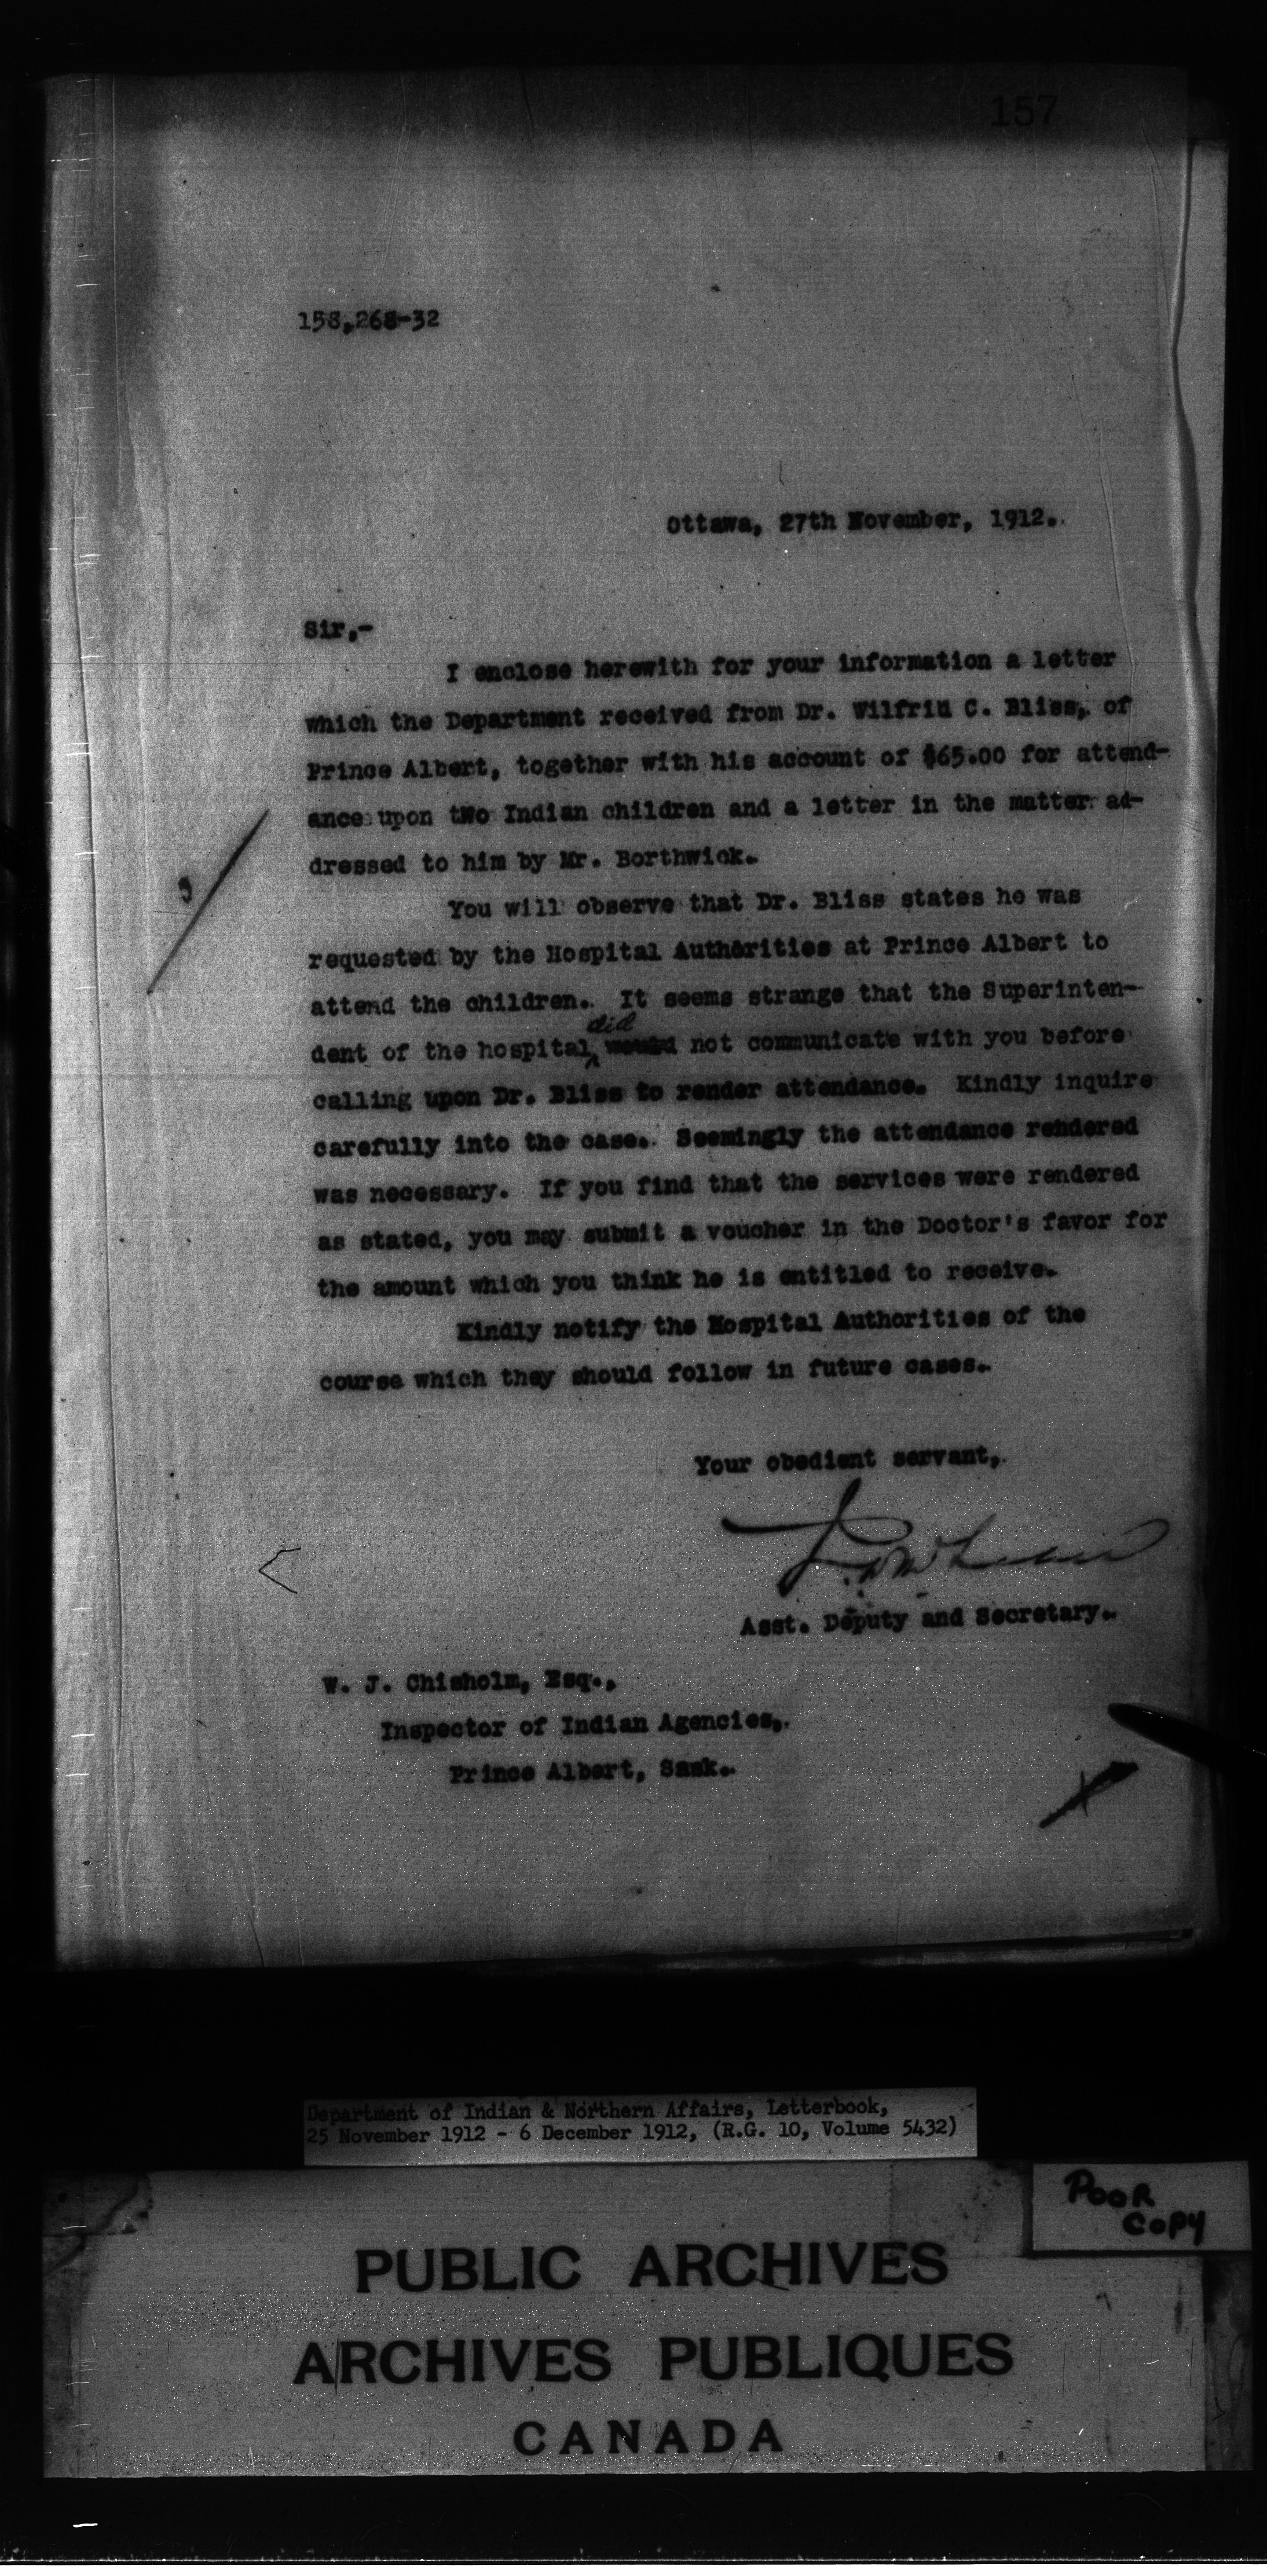 157
158,268-32
Ottawa, 27th November, 1912.
Sir,-
I enclose herewith for your information a letter
which the Department received from Dr. Wilfrid C. Bliss, of
Prince Albert, together with his account of $65.00 for attend-
ance upon two Indian children and a letter in the matter ad-
dressed to him by Mr. Borthwick.
You will observe that Dr. Bliss states he was
requested by the Hospital Authorities at Prince Albert to
attend the children. It seems strange that the Superinten-
did
dent of the hospital would not communicate with you before
calling upon Dr. Bliss to render attendance. Kindly inquire
carefully into the case. Seemingly the attendance rendered
was necessary. If you find that the services were rendered
as stated, you may submit a voucher in the Doctor's favor for
the amount which you think he is entitled to receive.
Kindly notify the Hospital Authorities of the
course which they should follow in future cases.
Your obedient servant,
Asst. Deputy and Secretary.
W. J. Chisholm, Esq.,
Inspector of Indian Agencies,
Prince Albert, Sask.
Department of Indian & Northern Affairs, Letterbook,
25 November 1912 - 6 December 1912, (R.G. 10, Volume 5432)
POOR
COPY
PUBLIC ARCHIVES
ARCHIVES PUBLIQUES
CANADA